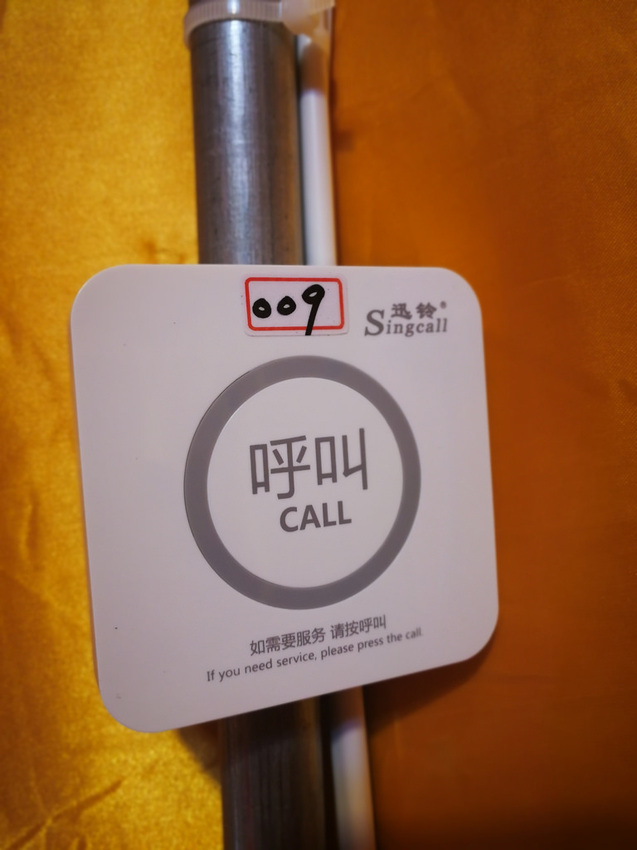 009
迅铃®
Singcall
呼叫
CALL
如需要服务 请按呼叫
If you need service, please press the call.